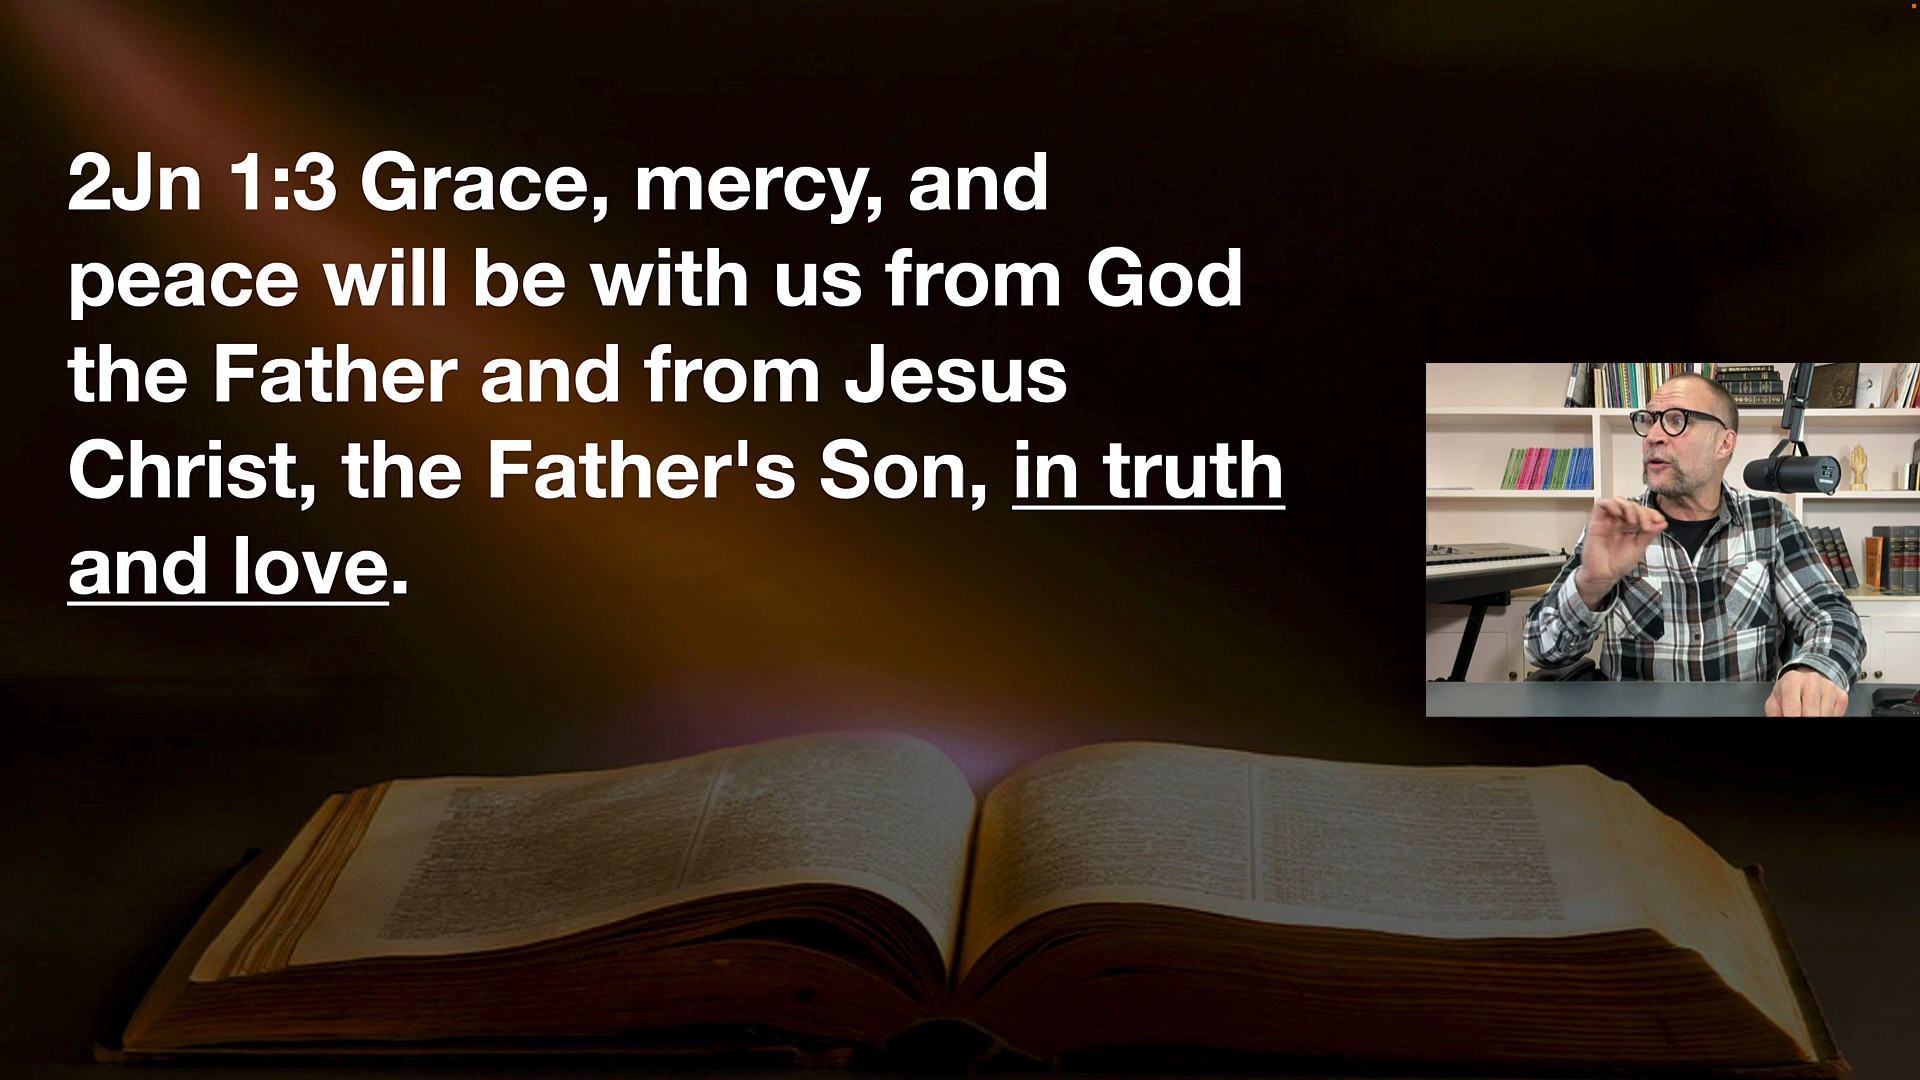 2Jn 1:3 Grace, mercy, and
peace will be with us from God
the Father and from Jesus
Christ, the Father's Son, in truth
and love.